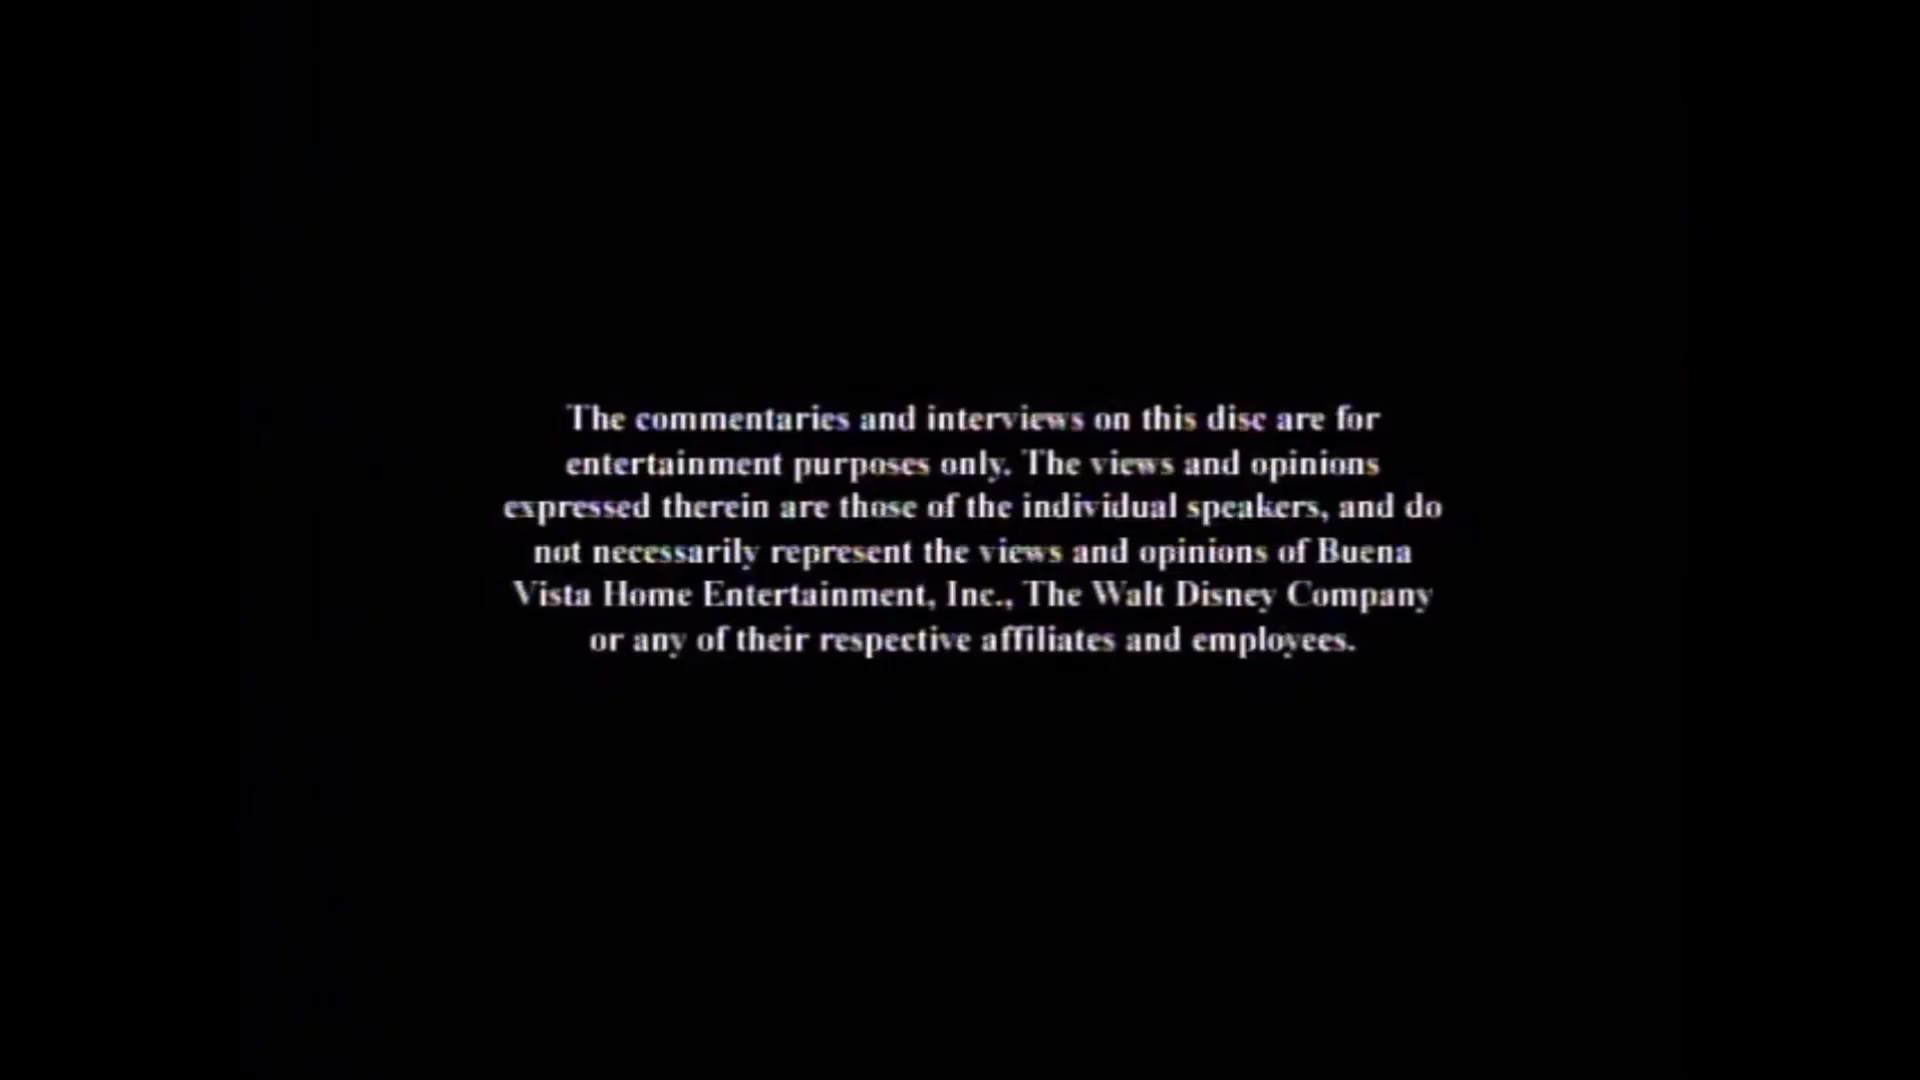 The commentaries and interviews on this disc are for
entertainment purposes only. The views and opinions
expressed therein are those of the individual speakers, and do
not necessarily represent the views and opinions of Buena
Vista Home Entertainment, Inc., The Walt Disney Company
or any of their respective affiliates and employees.